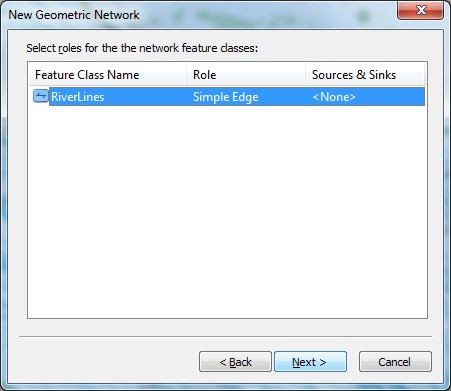 New Geometric Network
Select roles for the the network feature classes:
Feature Class Name Role Sources & Sinks
RiverLines Simple Edge <None>
< Back Next > Cancel